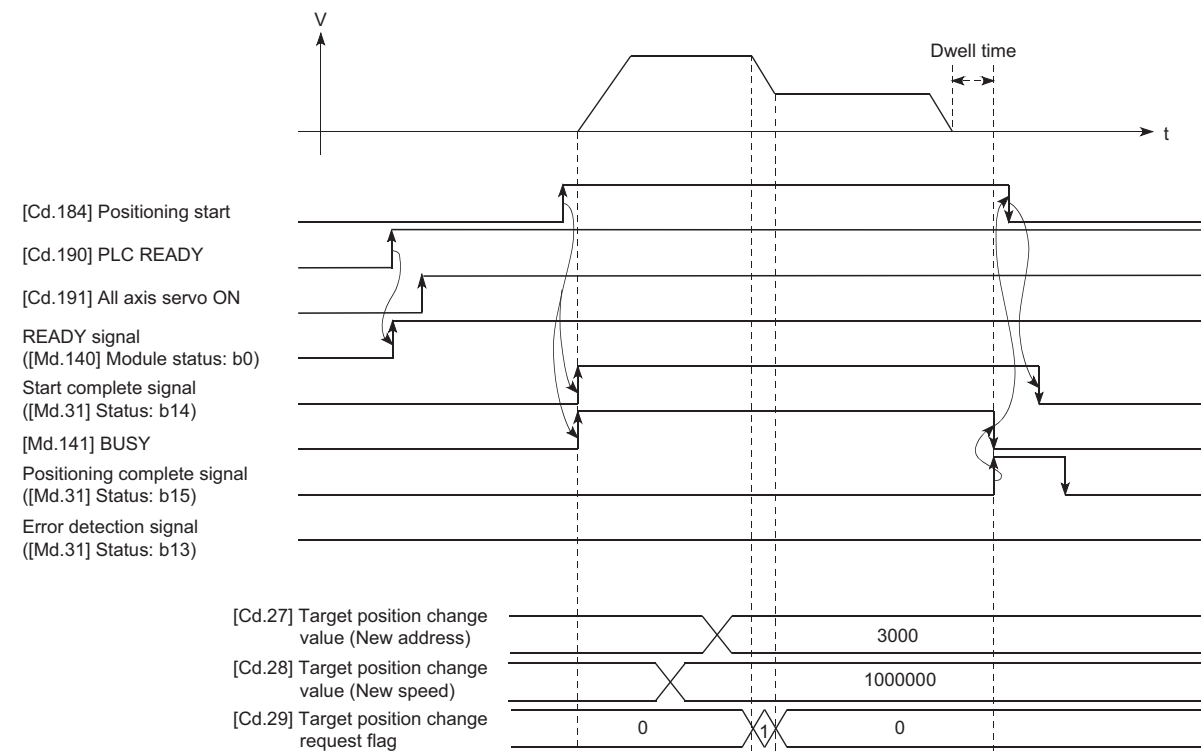 V
Dwell time
t
[Cd.184] Positioning start
[Cd.190] PLC READY
[Cd.191] All axis servo ON
READY signal
([Md.140] Module status: b0)
Start complete signal
([Md.31] Status: b14)
[Md.141] BUSY
Positioning complete signal
([Md.31] Status: b15)
Error detection signal
([Md.31] Status: b13)
[Cd.27] Target position change
value (New address)
3000
[Cd.28] Target position change
value (New speed)
1000000
[Cd.29] Target position change
request flag
0
1
0